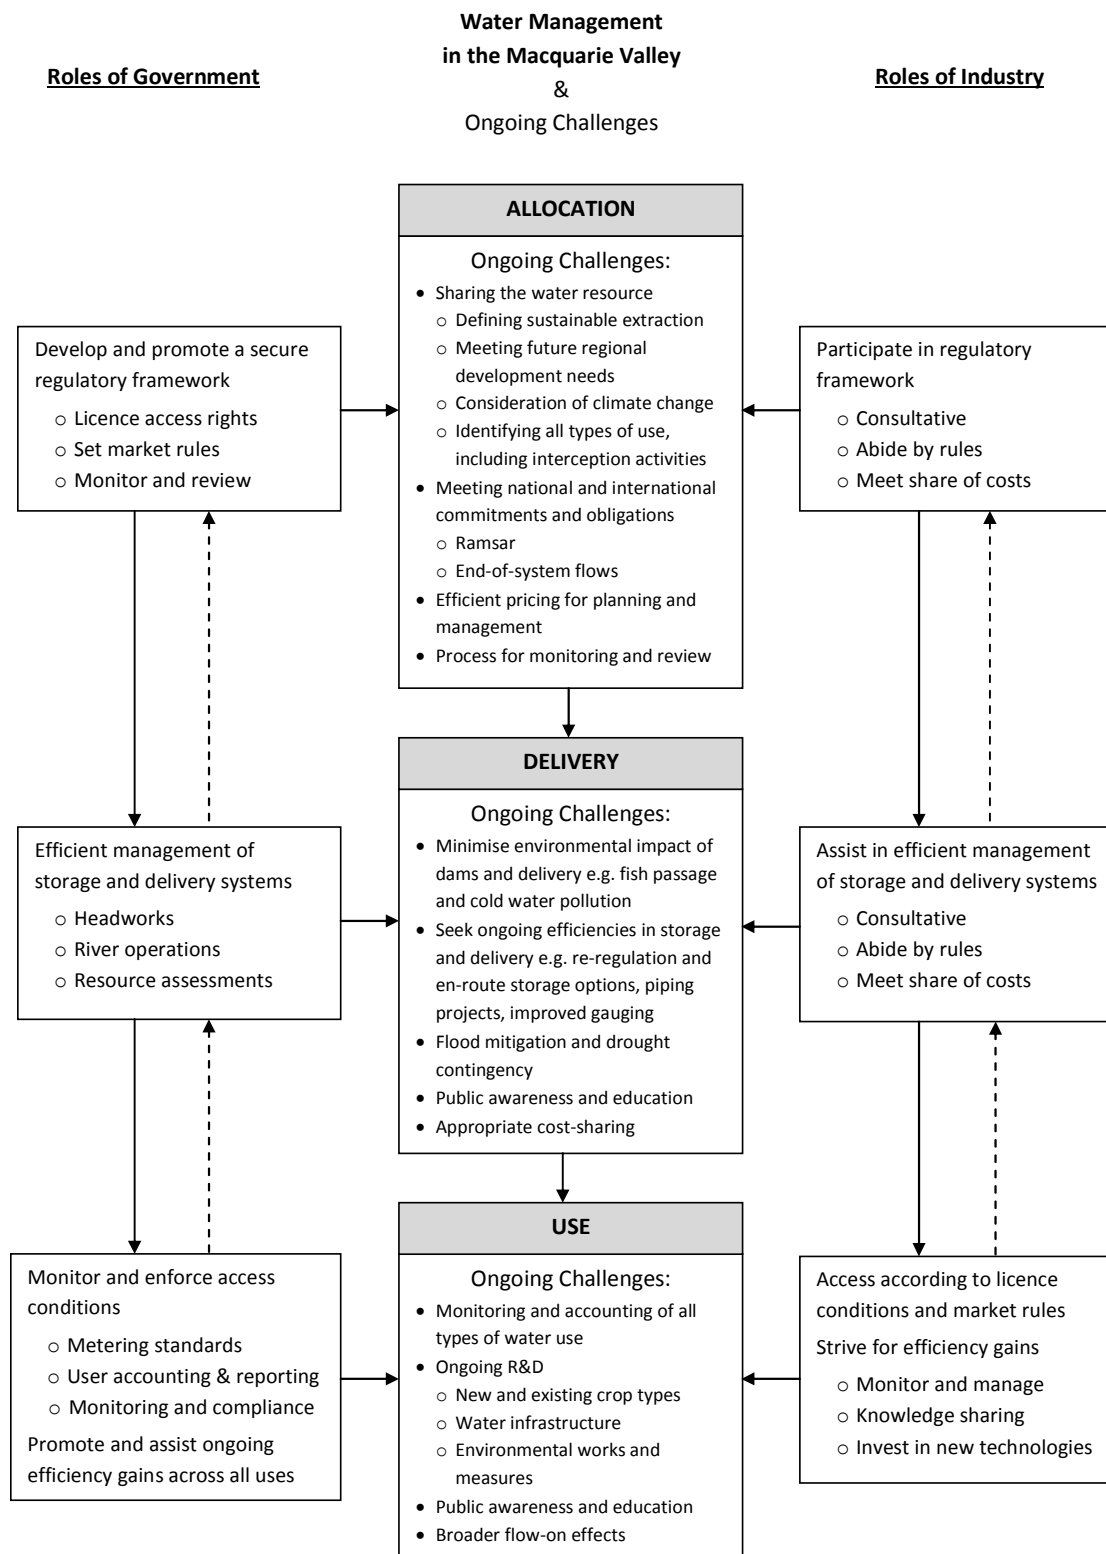 Water Management
in the Macquarie Valley
&
Ongoing Challenges
Roles of Government
Roles of Industry
ALLOCATION
Ongoing Challenges:
• Sharing the water resource
o Defining sustainable extraction
o Meeting future regional
development needs
o Consideration of climate change
o Identifying all types of use,
including interception activities
• Meeting national and international
commitments and obligations
o Ramsar
o End-of-system flows
• Efficient pricing for planning and
management
• Process for monitoring and review
Develop and promote a secure
regulatory framework
o Licence access rights
o Set market rules
o Monitor and review
Participate in regulatory
framework
o Consultative
o Abide by rules
o Meet share of costs
DELIVERY
Ongoing Challenges:
• Minimise environmental impact of
dams and delivery e.g. fish passage
and cold water pollution
• Seek ongoing efficiencies in storage
and delivery e.g. re-regulation and
en-route storage options, piping
projects, improved gauging
• Flood mitigation and drought
contingency
• Public awareness and education
• Appropriate cost-sharing
Efficient management of
storage and delivery systems
o Headworks
o River operations
o Resource assessments
Assist in efficient management
of storage and delivery systems
o Consultative
o Abide by rules
o Meet share of costs
USE
Ongoing Challenges:
• Monitoring and accounting of all
types of water use
• Ongoing R&D
o New and existing crop types
o Water infrastructure
o Environmental works and
measures
• Public awareness and education
• Broader flow-on effects
Monitor and enforce access
conditions
o Metering standards
o User accounting & reporting
o Monitoring and compliance
Promote and assist ongoing
efficiency gains across all uses
Access according to licence
conditions and market rules
Strive for efficiency gains
o Monitor and manage
o Knowledge sharing
o Invest in new technologies